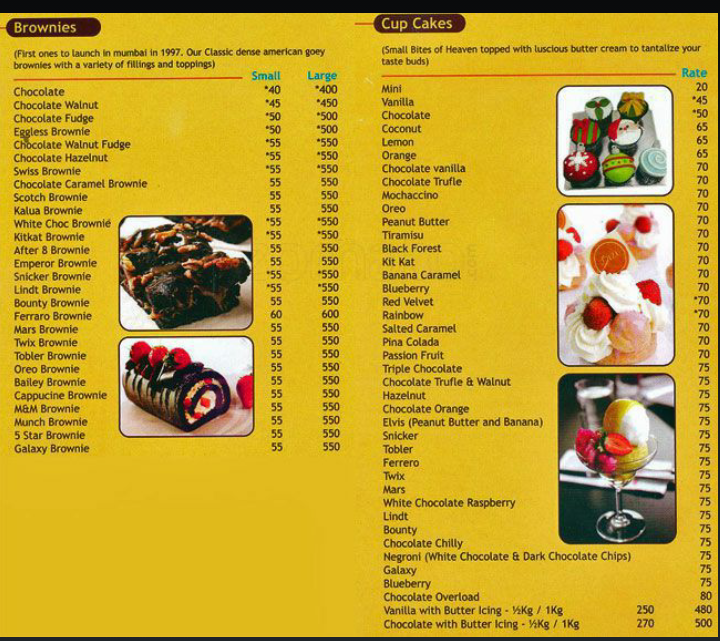 Brownies
(First ones to launch in mumbai in 1997. Our Classic dense american goey
brownies with a variety of fillings and toppings)
Small Large
Chocolate *40 *400
Chocolate Walnut *45 *450
Chocolate Fudge *50 *500
Eggless Brownie *50 *500
Chocolate Walnut Fudge *55 *550
Chocolate Hazelnut *55 *550
Swiss Brownie *55 *550
Chocolate Caramel Brownie 55 550
Scotch Brownie 55 550
Kalua Brownie 55 550
White Choc Brownie *55 *550
Kitkat Brownie *55 *550
After 8 Brownie 55 550
Emperor Brownie 55 550
Snicker Brownie *55 *550
Lindt Brownie *55 *550
Bounty Brownie 55 550
Ferraro Brownie 60 600
Mars Brownie 55 550
Twix Brownie 55 550
Tobler Brownie 55 550
Oreo Brownie 55 550
Bailey Brownie 55 550
Cappucine Brownie 55 550
M&M Brownie 55 550
Munch Brownie 55 550
5 Star Brownie 55 550
Galaxy Brownie 55 550
Cup Cakes
(Small Bites of Heaven topped with luscious butter cream to tantalize your
taste buds)
Rate
Mini 20
Vanilla *45
Chocolate *50
Coconut 65
Lemon 65
Orange 65
Chocolate vanilla 70
Chocolate Trufle 70
Mochaccino 70
Oreo 70
Peanut Butter 70
Tiramisu 70
Black Forest 70
Kit Kat 70
Banana Caramel 70
Blueberry 70
Red Velvet *70
Rainbow *70
Salted Caramel 70
Pina Colada 70
Passion Fruit 70
Triple Chocolate 75
Chocolate Trufle & Walnut 75
Hazelnut 75
Chocolate Orange 75
Elvis (Peanut Butter and Banana) 75
Snicker 75
Tobler 75
Ferrero 75
Twix 75
Mars 75
White Chocolate Raspberry 75
Lindt 75
Bounty 75
Chocolate Chilly 75
Negroni (White Chocolate & Dark Chocolate Chips) 75
Galaxy 75
Blueberry 75
Chocolate Overload 80
Vanilla with Butter Icing - ½Kg / 1Kg 250 480
Chocolate with Butter Icing - ½Kg / 1Kg 270 500